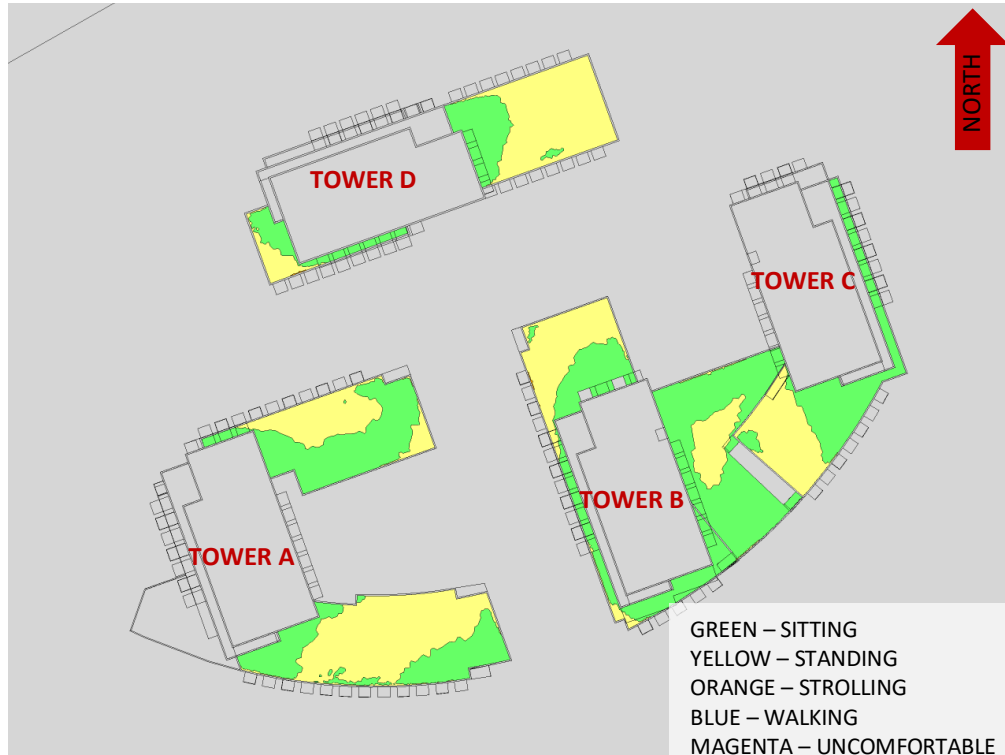 NORTH
TOWER D
TOWER C
TOWER B
TOWER A
GREEN – SITTING
YELLOW – STANDING
ORANGE – STROLLING
BLUE – WALKING
MAGENTA – UNCOMFORTABLE